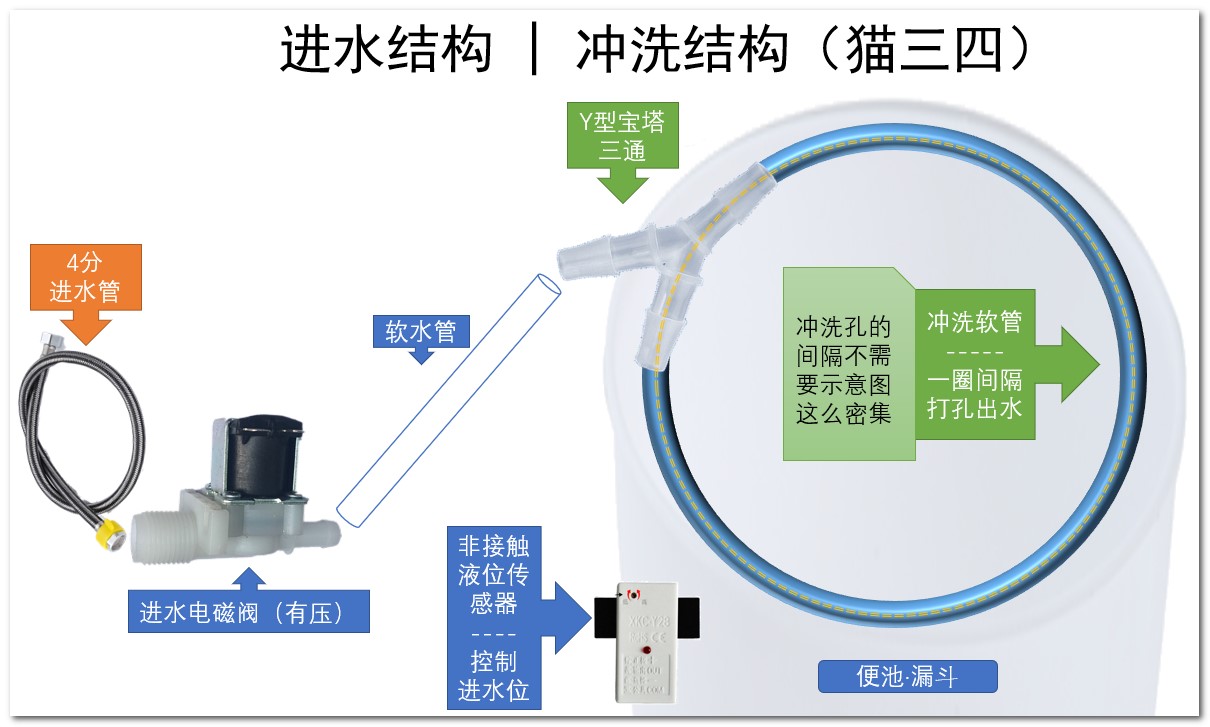 进水结构 | 冲洗结构（猫三四）
Y型宝塔
三通
4分
进水管
软水管
冲洗孔的
间隔不需
要示意图
这么密集
冲洗软管
-----
一圈间隔
打孔出水
进水电磁阀（有压）
非接触
液位传
感器
----
控制
进水位
XKC-Y28
便池·漏斗